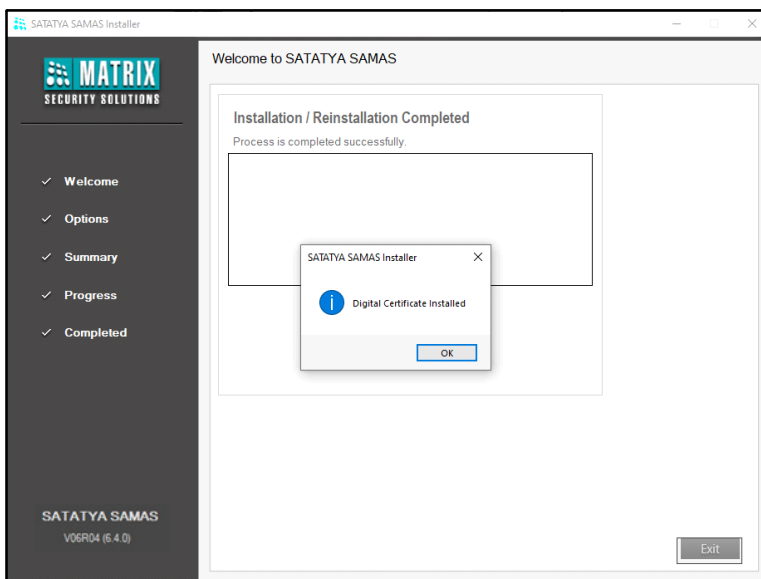 SATATYA SAMAS Installer
MATRIX
SECURITY SOLUTIONS
Welcome
Options
Summary
Progress
Completed
SATATYA SAMAS
V06R04 (6.4.0)
Welcome to SATATYA SAMAS
Installation / Reinstallation Completed
Process is completed successfully.
SATATYA SAMAS Installer
Digital Certificate Installed
OK
Exit